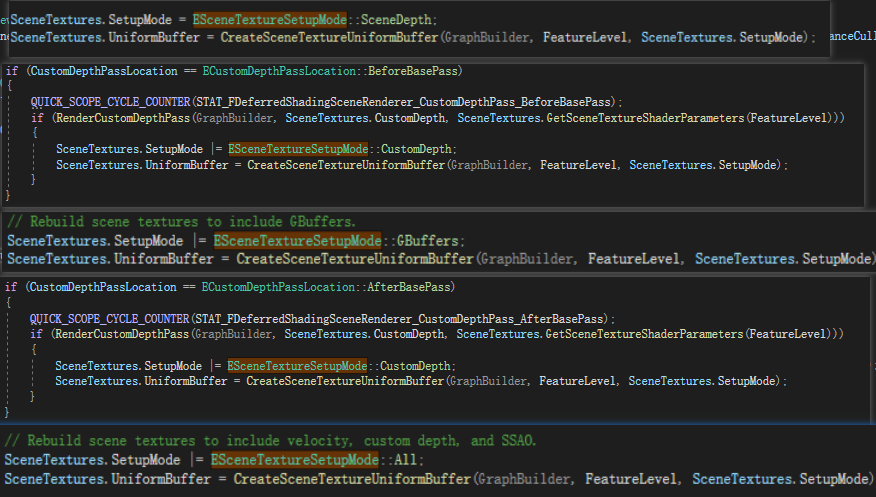 SceneTextures.SetupMode = ESceneTextureSetupMode::SceneDepth;
SceneTextures.UniformBuffer = CreateSceneTextureUniformBuffer(GraphBuilder, FeatureLevel, SceneTextures.SetupMode);
if (CustomDepthPassLocation == ECustomDepthPassLocation::BeforeBasePass)
{
QUICK_SCOPE_CYCLE_COUNTER(STAT_FDeferredShadingSceneRenderer_CustomDepthPass_BeforeBasePass);
if (RenderCustomDepthPass(GraphBuilder, SceneTextures.CustomDepth, SceneTextures.GetSceneTextureShaderParameters(FeatureLevel)))
{
SceneTextures.SetupMode |= ESceneTextureSetupMode::CustomDepth;
SceneTextures.UniformBuffer = CreateSceneTextureUniformBuffer(GraphBuilder, FeatureLevel, SceneTextures.SetupMode);
}
}
// Rebuild scene textures to include GBuffers.
SceneTextures.SetupMode |= ESceneTextureSetupMode::GBuffers;
SceneTextures.UniformBuffer = CreateSceneTextureUniformBuffer(GraphBuilder, FeatureLevel, SceneTextures.SetupMode)
if (CustomDepthPassLocation == ECustomDepthPassLocation::AfterBasePass)
{
QUICK_SCOPE_CYCLE_COUNTER(STAT_FDeferredShadingSceneRenderer_CustomDepthPass_AfterBasePass);
if (RenderCustomDepthPass(GraphBuilder, SceneTextures.CustomDepth, SceneTextures.GetSceneTextureShaderParameters(FeatureLevel)))
{
SceneTextures.SetupMode |= ESceneTextureSetupMode::CustomDepth;
SceneTextures.UniformBuffer = CreateSceneTextureUniformBuffer(GraphBuilder, FeatureLevel, SceneTextures.SetupMode);
}
}
// Rebuild scene textures to include velocity, custom depth, and SSAO.
SceneTextures.SetupMode |= ESceneTextureSetupMode::All;
SceneTextures.UniformBuffer = CreateSceneTextureUniformBuffer(GraphBuilder, FeatureLevel, SceneTextures.SetupMode)